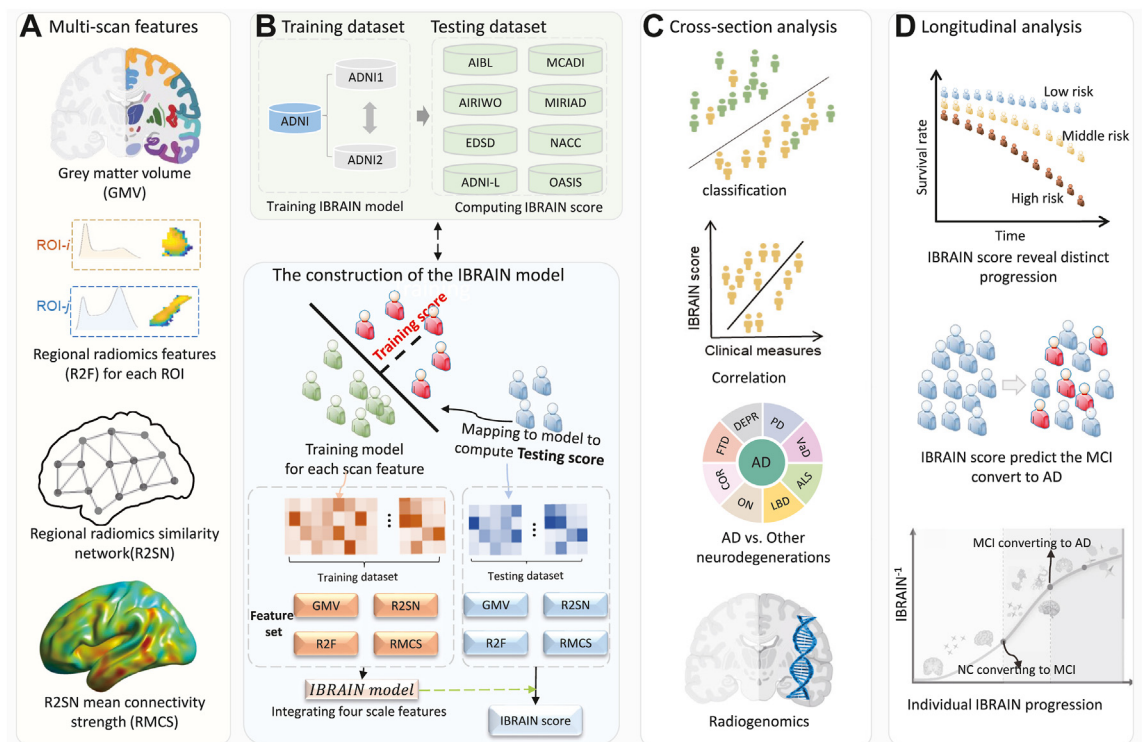 A Multi-scan features
Grey matter volume
(GMV)
ROI-i
ROI-j
Regional radiomics features
(R2F) for each ROI
Regional radiomics similarity
network(R2SN)
R2SN mean connectivity
strength (RMCS)
B Training dataset
Testing dataset
ADNI
ADNI1
ADNI2
AIBL
MCADI
AIRIWO
MIRIAD
EDSD
NACC
ADNI-L
OASIS
Training IBRAIN model
Computing IBRAIN score
The construction of the IBRAIN model
Training score
Mapping to model to
compute Testing score
Training model
for each scan feature
Training dataset
Testing dataset
Feature
set
GMV
R2SN
R2F
RMCS
GMV
R2SN
R2F
RMCS
IBRAIN model
Integrating four scale features
IBRAIN score
C Cross-section analysis
classification
IBRAIN score
Clinical measures
Correlation
AD
DEPR
PD
VaD
ALS
LBD
ON
COR
FTD
AD vs. Other
neurodegenerations
Radiogenomics
D Longitudinal analysis
Survival rate
Low risk
Middle risk
High risk
Time
IBRAIN score reveal distinct
progression
IBRAIN score predict the MCI
convert to AD
IBRAIN⁻¹
MCI converting to AD
NC converting to MCI
Individual IBRAIN progression